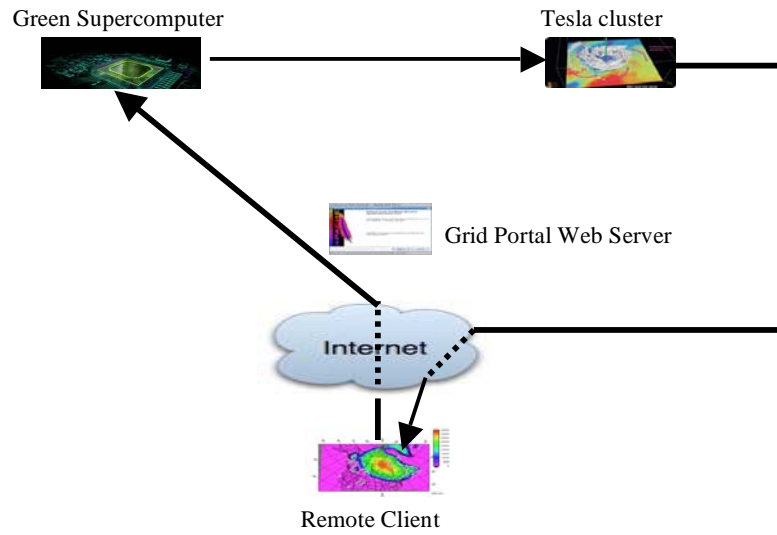 Green Supercomputer
Tesla cluster
Grid Portal Web Server
Internet
Remote Client